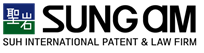 聖岩 SUNG am
SUH INTERNATIONAL PATENT & LAW FIRM